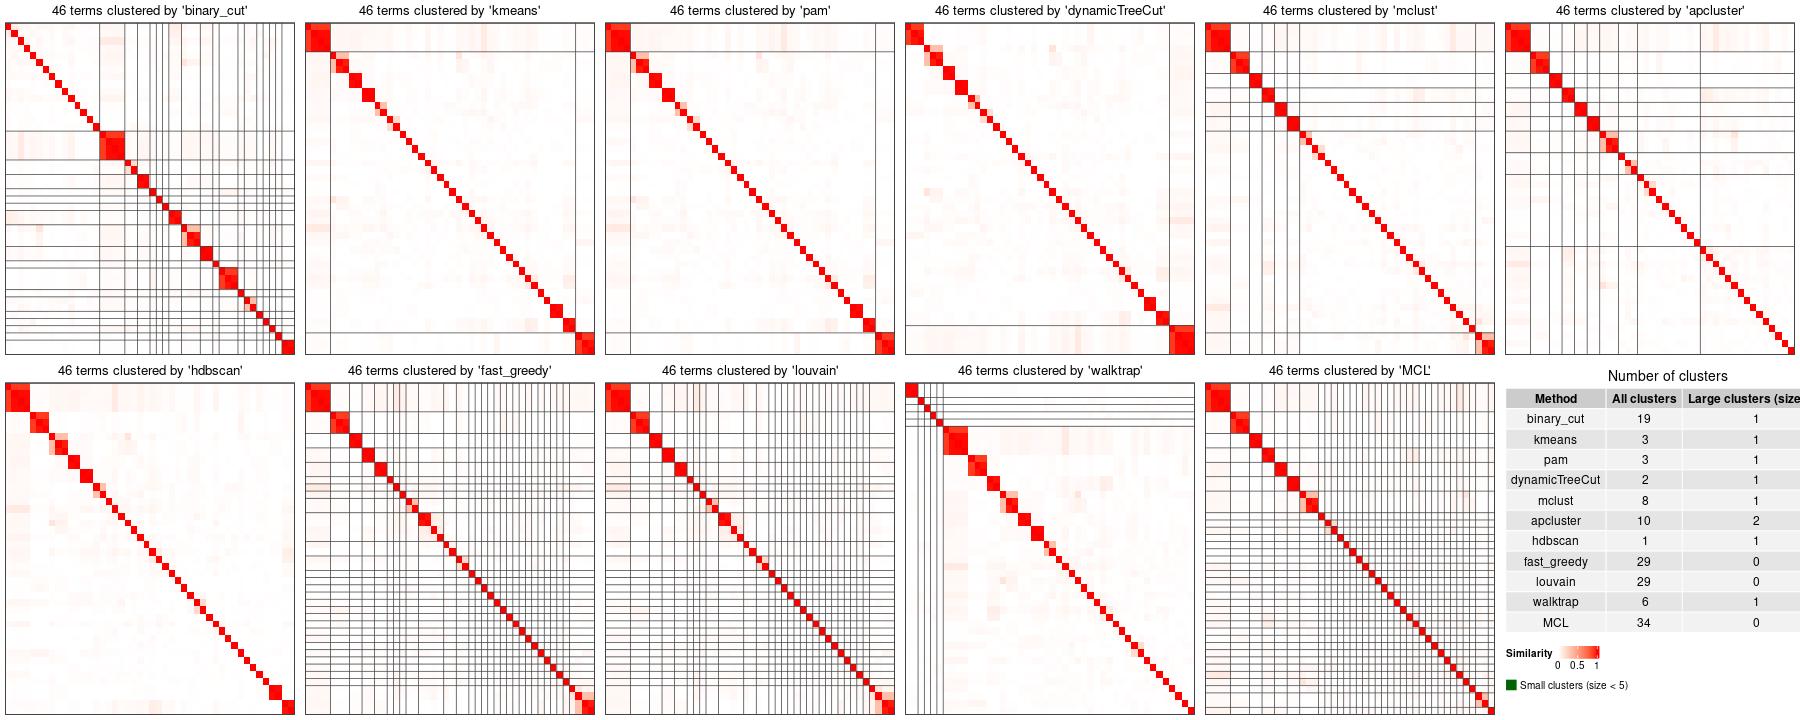 46 terms clustered by 'binary_cut'
46 terms clustered by 'kmeans'
46 terms clustered by 'pam'
46 terms clustered by 'dynamicTreeCut'
46 terms clustered by 'mclust'
46 terms clustered by 'apcluster'
46 terms clustered by 'hdbscan'
46 terms clustered by 'fast_greedy'
46 terms clustered by 'louvain'
46 terms clustered by 'walktrap'
46 terms clustered by 'MCL'
Number of clusters
Method All clusters Large clusters (size
binary_cut 19 1
kmeans 3 1
pam 3 1
dynamicTreeCut 2 1
mclust 8 1
apcluster 10 2
hdbscan 1 1
fast_greedy 29 0
louvain 29 0
walktrap 6 1
MCL 34 0
Similarity
0 0.5 1
Small clusters (size < 5)